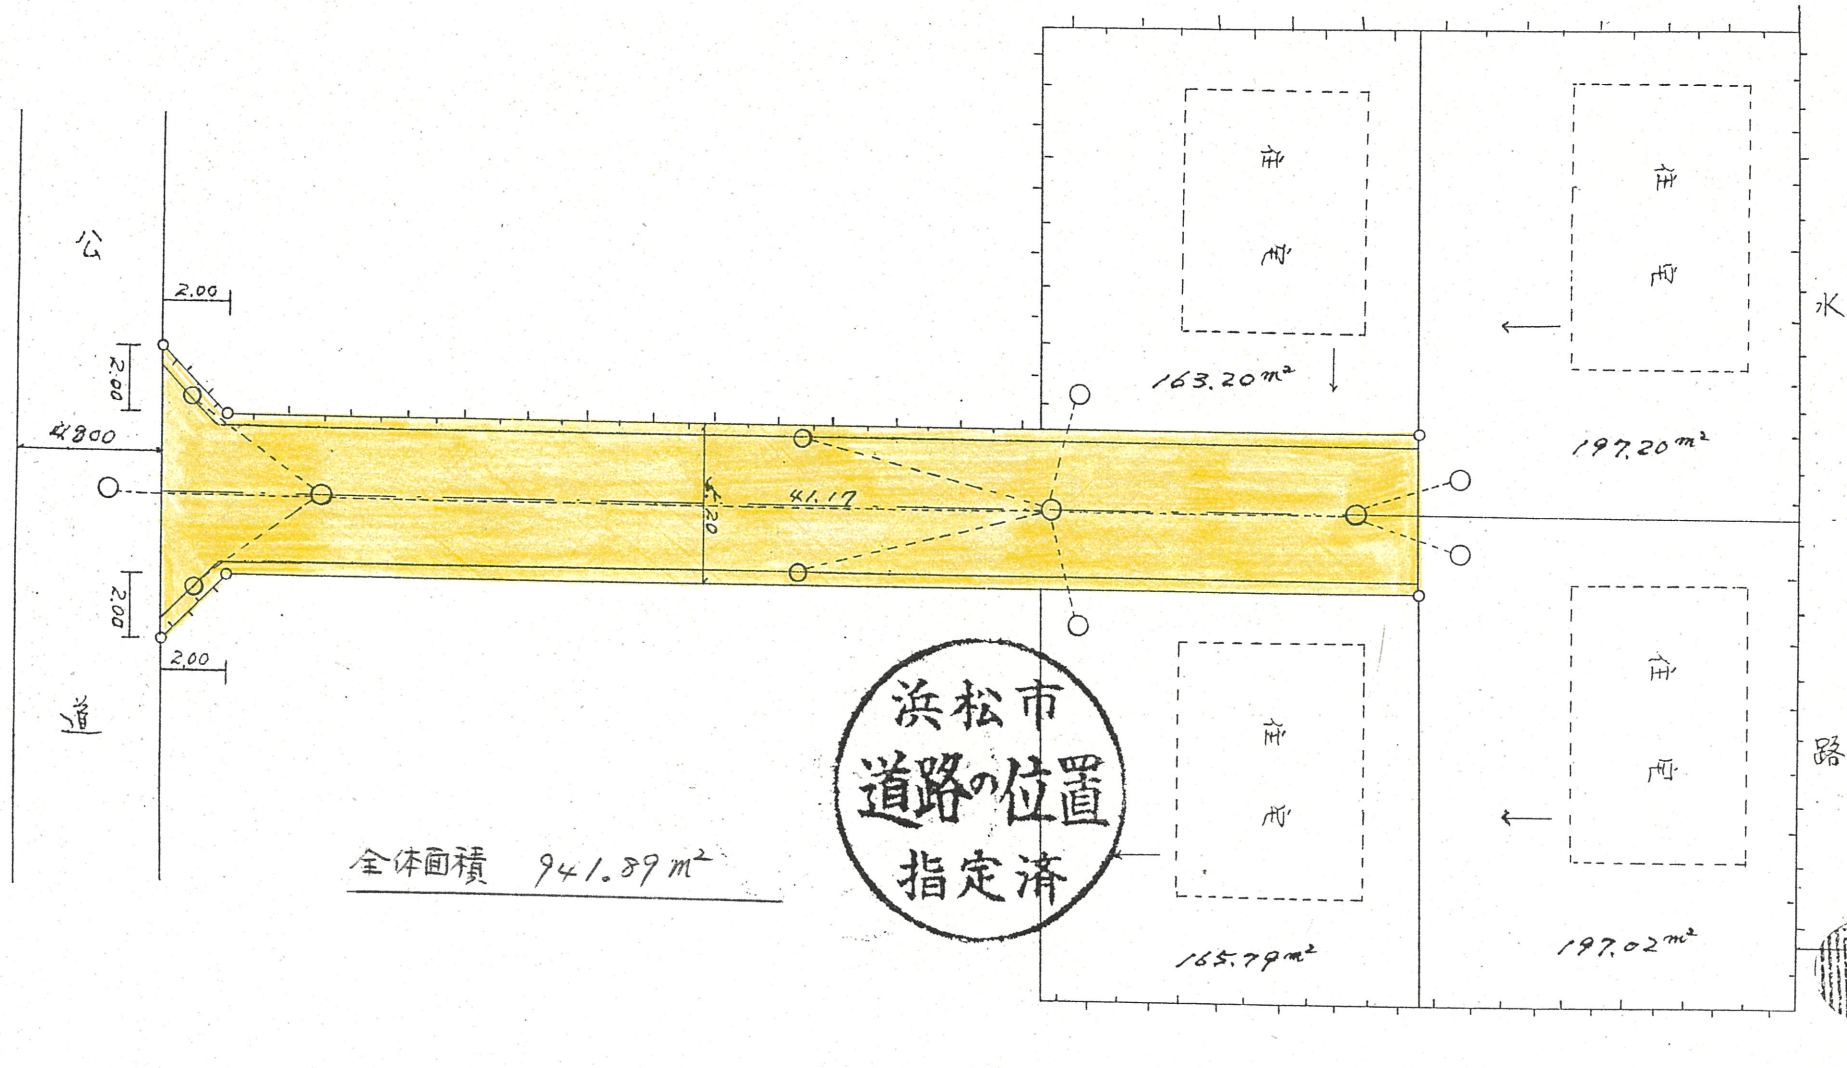 公道
2.00
2.00
4.800
2.00
2.00
41.17
住宅
163.20m²
住宅
197.20m²
水路
住宅
165.79m²
住宅
197.02m²
全体面積 941.89m²
浜松市
道路の位置
指定済